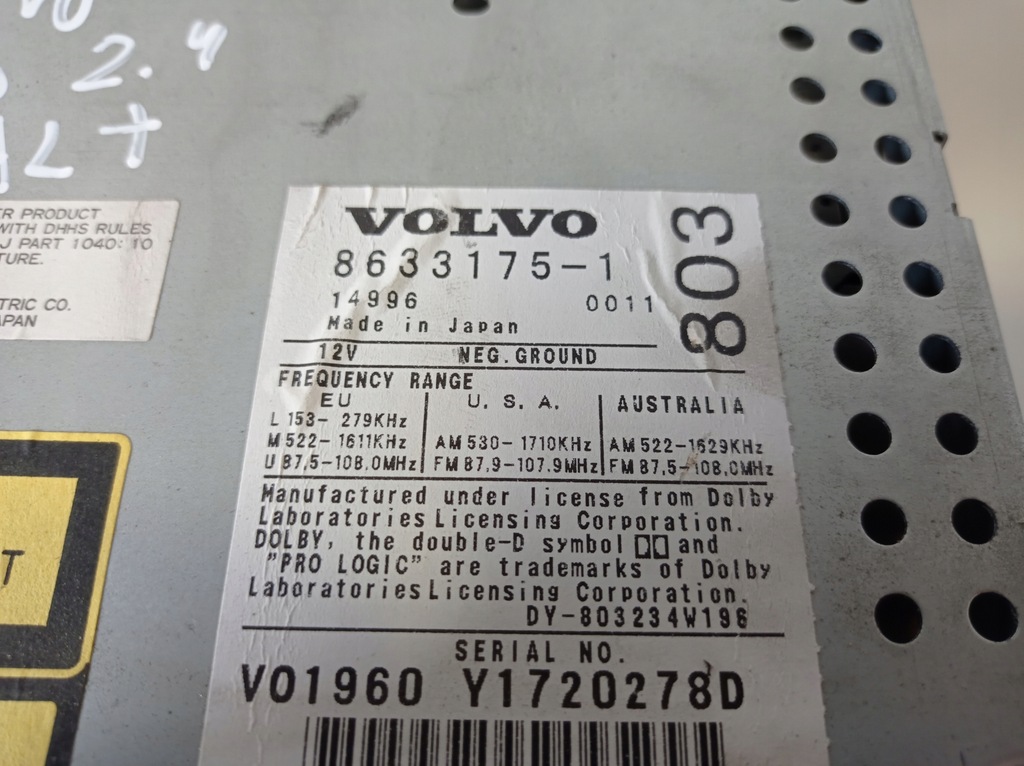 2.4
L T
ER PRODUCT
WITH DHHS RULES
J PART 1040: 10
TURE.
TRIC CO.
APAN
T
VOLVO
803
8633175-1
14996 0011
Made in Japan
12V NEG. GROUND
FREQUENCY RANGE
EU U. S. A. AUSTRALIA
L 153- 279KHz
M 522-1611KHz AM 530-1710KHz AM 522-1629KHz
U 87,5-108.0MHz FM 87,9-107.9MHz FM 87,5-108.0MHz
Manufactured under license from Dolby
Laboratories Licensing Corporation.
DOLBY, the double-D symbol and
"PRO LOGIC" are trademarks of Dolby
Laboratories Licensing Corporation.
DY-803234W196
SERIAL NO.
V01960 Y1720278D